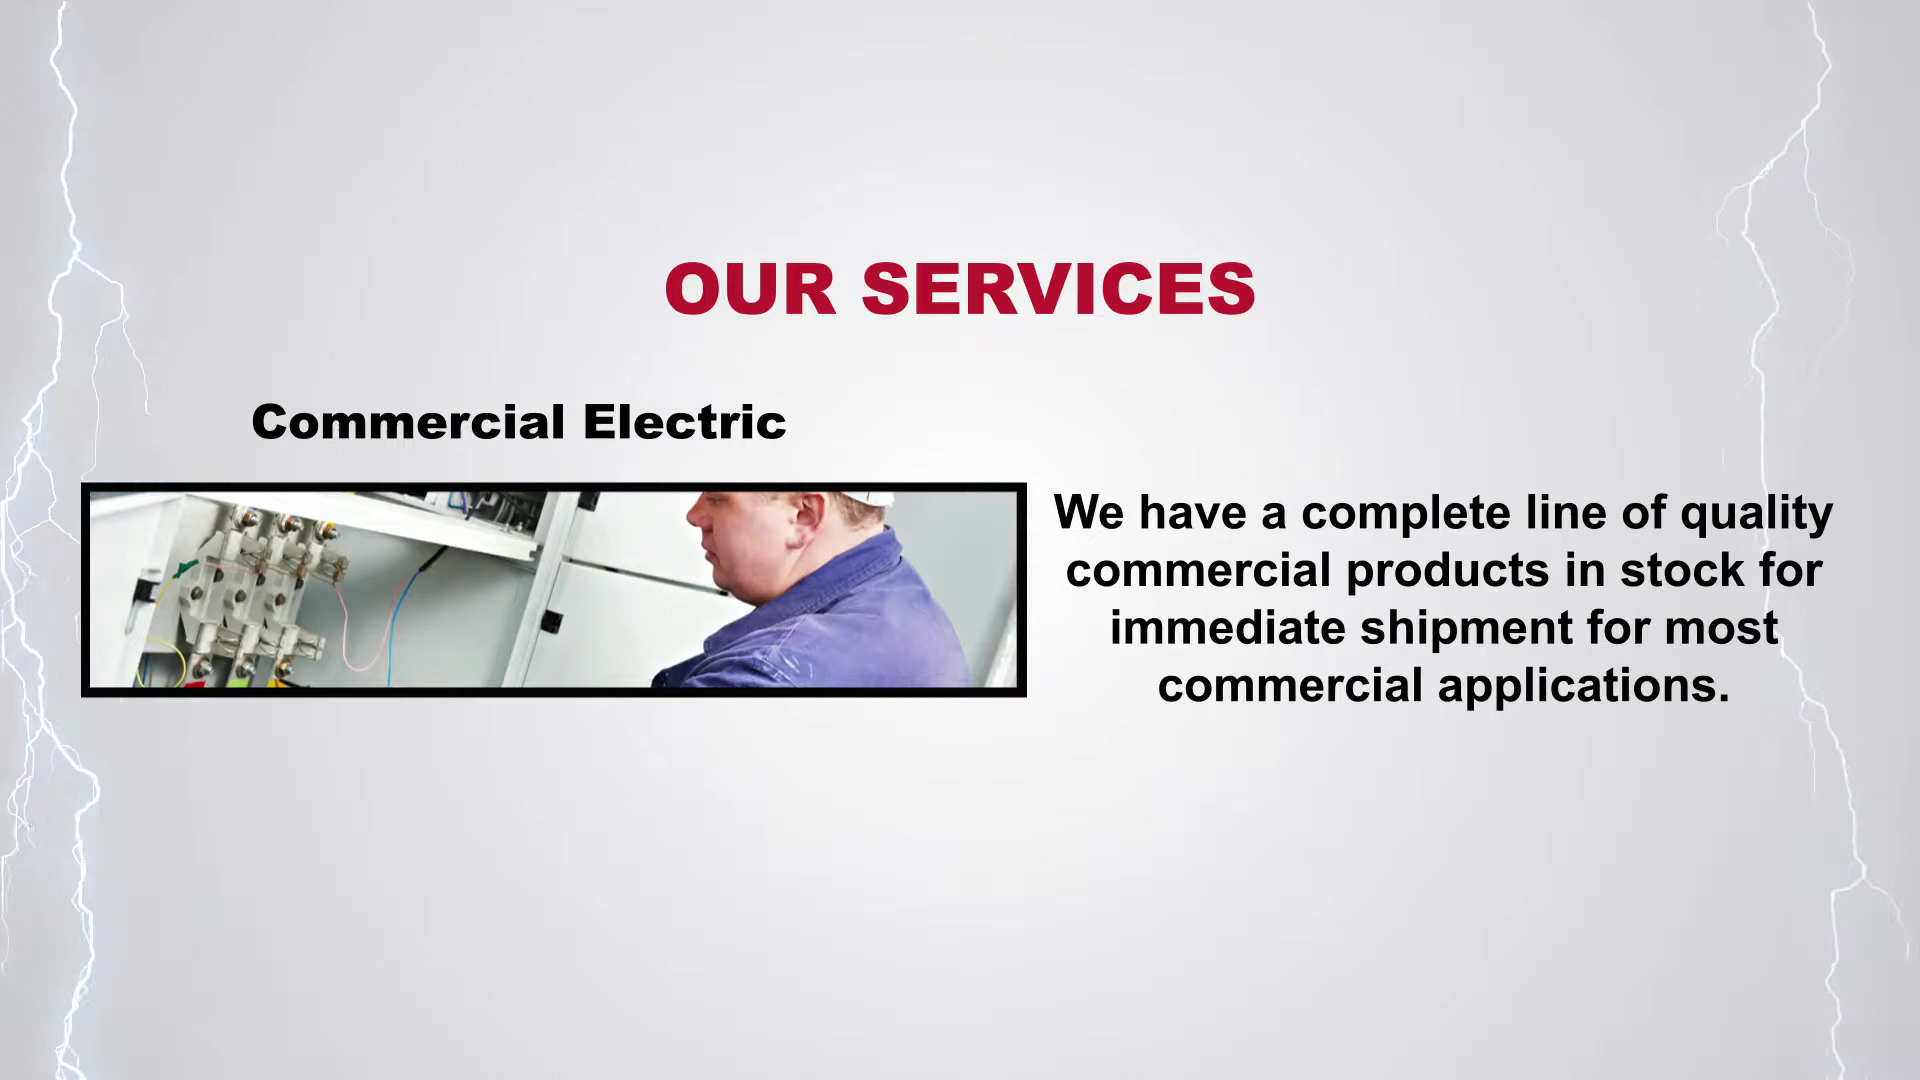 OUR SERVICES
Commercial Electric
We have a complete line of quality
commercial products in stock for
immediate shipment for most
commercial applications.